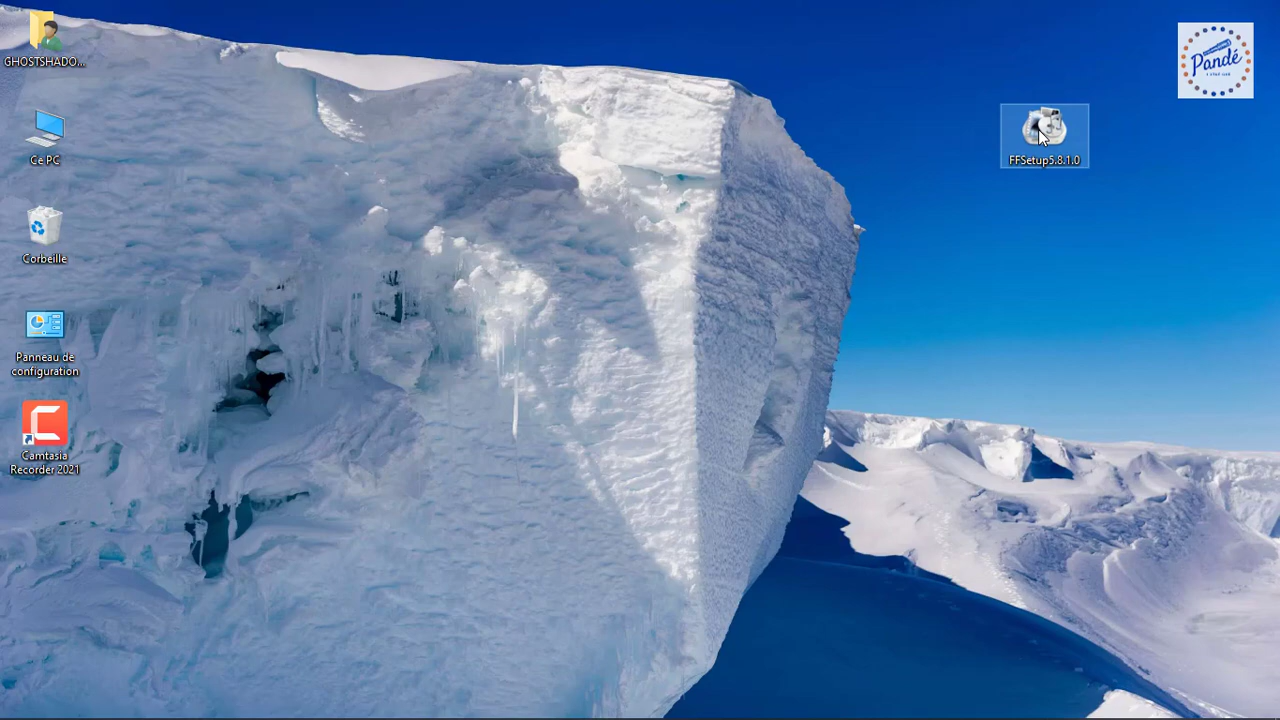 GHOSTSHADO...
Ce PC
Corbeille
Panneau de
configuration
Camtasia
Recorder 2021
FFSetup5.8.1.0
Pandé